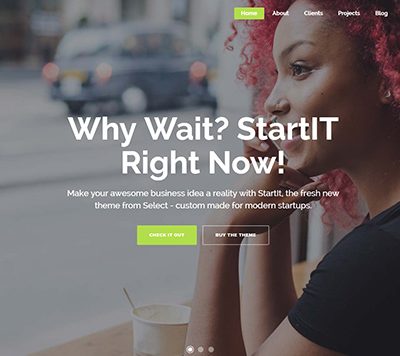 Home About Clients Projects Blog
Why Wait? StartIT
Right Now!
Make your awesome business idea a reality with StartIt, the fresh new
theme from Select - custom made for modern startups.
CHECK IT OUT BUY THE THEME